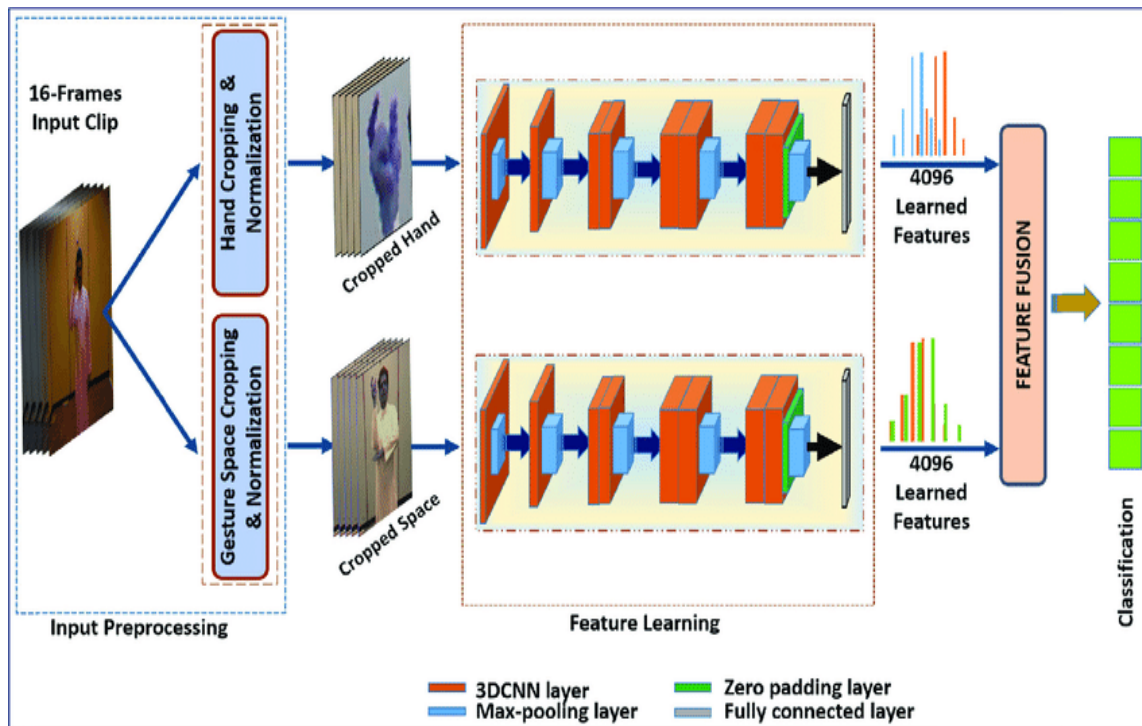 16-Frames
Input Clip
Hand Cropping &
Normalization
Gesture Space Cropping
& Normalization
Cropped Hand
Cropped Space
4096
Learned
Features
4096
Learned
Features
FEATURE FUSION
Classification
Input Preprocessing
Feature Learning
3DCNN layer
Zero padding layer
Max-pooling layer
Fully connected layer